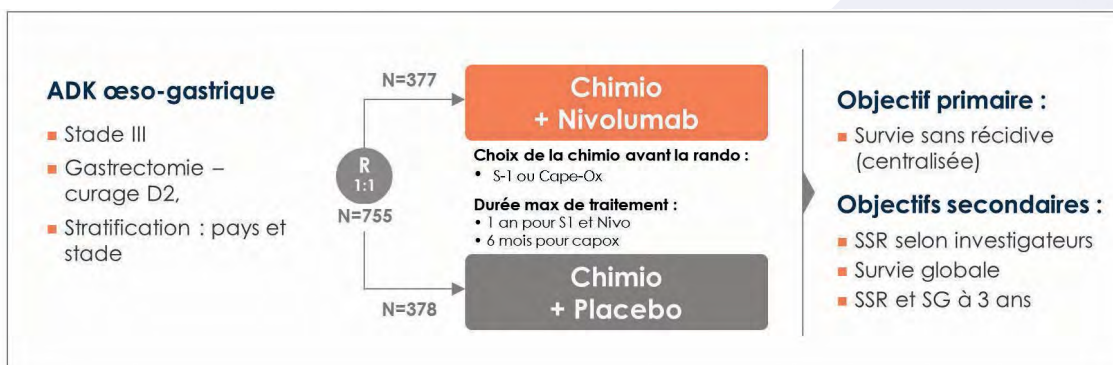 ADK œso-gastrique
▪ Stade III
▪ Gastrectomie –
curage D2,
▪ Stratification : pays et
stade
N=377
R
1:1
N=755
N=378
Chimio
+ Nivolumab
Choix de la chimio avant la rando :
• S-1 ou Cape-Ox
Durée max de traitement :
• 1 an pour S1 et Nivo
• 6 mois pour capox
Chimio
+ Placebo
Objectif primaire :
▪ Survie sans récidive
(centralisée)
Objectifs secondaires :
▪ SSR selon investigateurs
▪ Survie globale
▪ SSR et SG à 3 ans